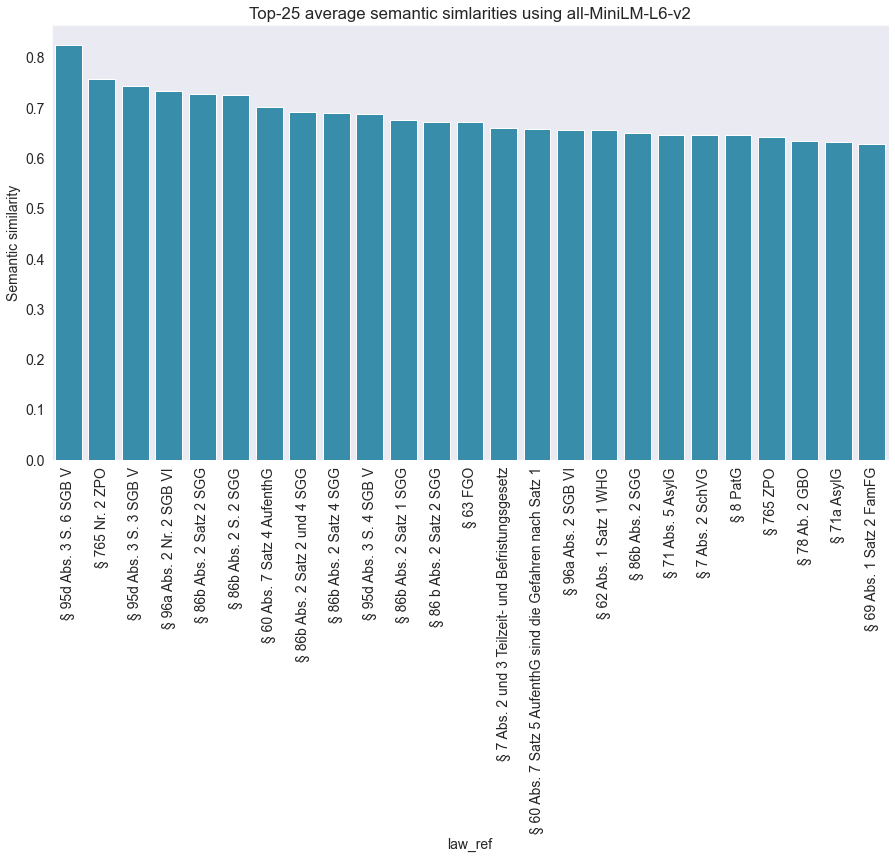 Top-25 average semantic simlarities using all-MiniLM-L6-v2
Semantic similarity
0.8
0.7
0.6
0.5
0.4
0.3
0.2
0.1
0.0
§ 95d Abs. 3 S. 6 SGB V
§ 765 Nr. 2 ZPO
§ 95d Abs. 3 S. 3 SGB V
§ 96a Abs. 2 Nr. 2 SGB VI
§ 86b Abs. 2 Satz 2 SGG
§ 86b Abs. 2 S. 2 SGG
§ 60 Abs. 7 Satz 4 AufenthG
§ 86b Abs. 2 Satz 2 und 4 SGG
§ 86b Abs. 2 Satz 4 SGG
§ 95d Abs. 3 S. 4 SGB V
§ 86b Abs. 2 Satz 1 SGG
§ 86 b Abs. 2 Satz 2 SGG
§ 63 FGO
§ 7 Abs. 2 und 3 Teilzeit- und Befristungsgesetz
§ 60 Abs. 7 Satz 5 AufenthG sind die Gefahren nach Satz 1
§ 96a Abs. 2 SGB VI
§ 62 Abs. 1 Satz 1 WHG
§ 86b Abs. 2 SGG
§ 71 Abs. 5 AsylG
§ 7 Abs. 2 SchVG
§ 8 PatG
§ 765 ZPO
§ 78 Ab. 2 GBO
§ 71a AsylG
§ 69 Abs. 1 Satz 2 FamFG
law_ref